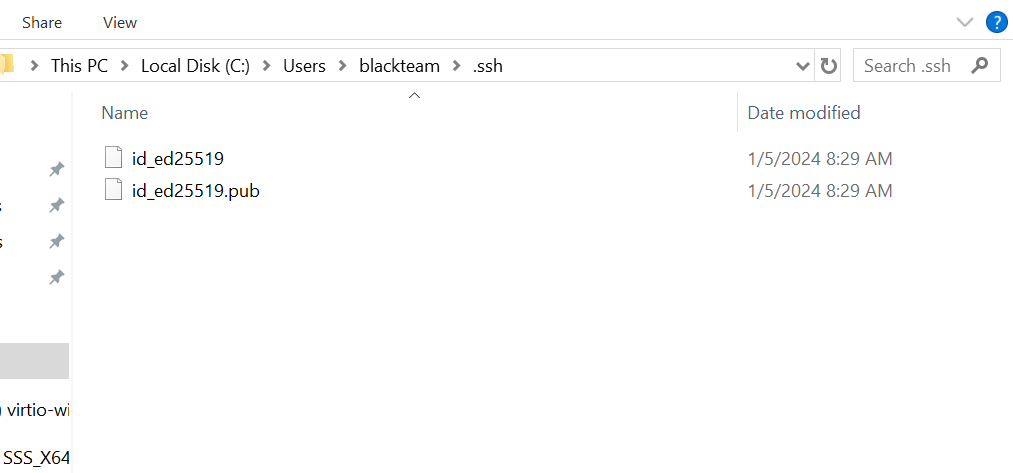 Share View
This PC Local Disk (C:) Users blackteam .ssh Search .ssh
Name Date modified
id_ed25519 1/5/2024 8:29 AM
id_ed25519.pub 1/5/2024 8:29 AM
virtio-wi
SSS_X64